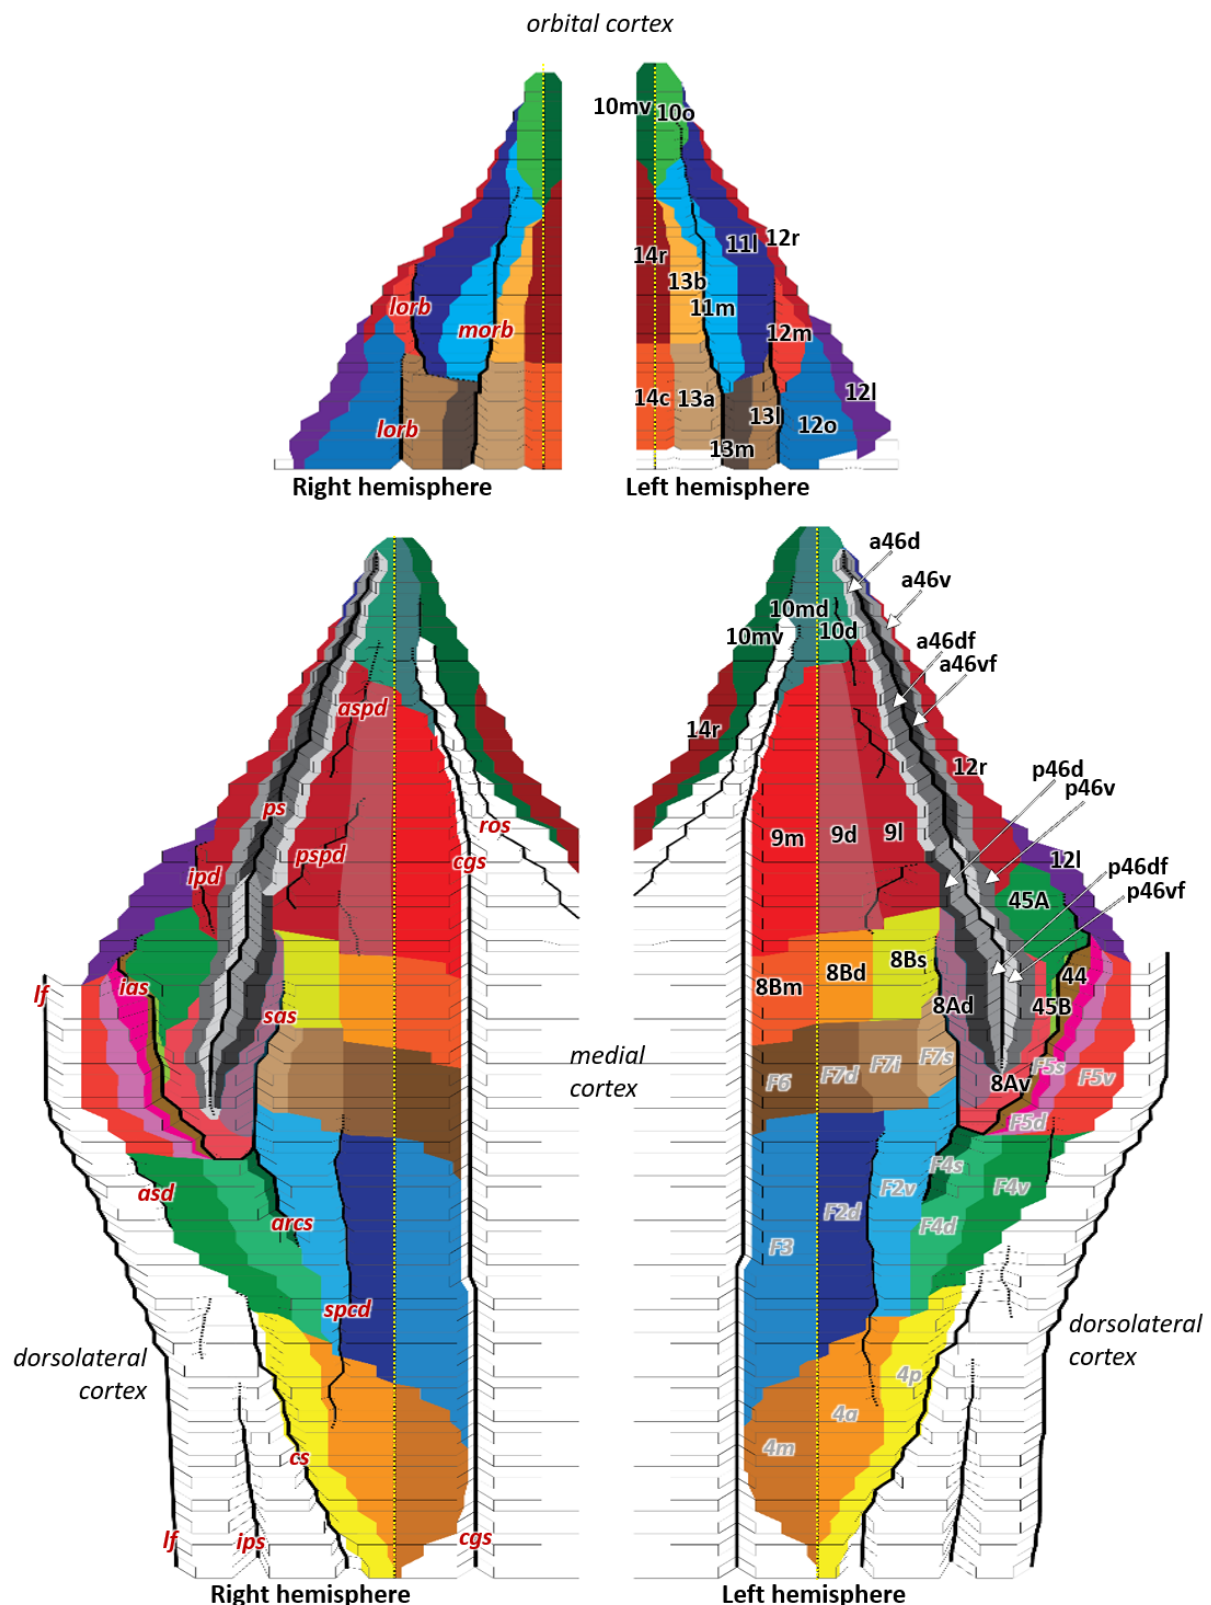 orbital cortex
10mv
10o
14r
11l
12r
13b
11m
12m
14c
13a
12l
13l
12o
13m
lorb
morb
lorb
Right hemisphere
Left hemisphere
a46d
a46v
10md
10mv
10d
a46df
a46vf
14r
12r
p46d
p46v
9m
9d
9l
12l
p46df
p46vf
45A
8Bm
8Bd
8Bs
8Ad
44
45B
8Av
F6
F7d
F7i
F7s
F5s
F5v
F5d
F4s
F4v
F2v
F2d
F4d
F3
4p
4a
4m
aspd
ps
ros
pspd
cgs
ipd
lf
ias
sas
medial
cortex
asd
arcs
spcd
dorsolateral
cortex
dorsolateral
cortex
cs
lf
ips
cgs
Right hemisphere
Left hemisphere